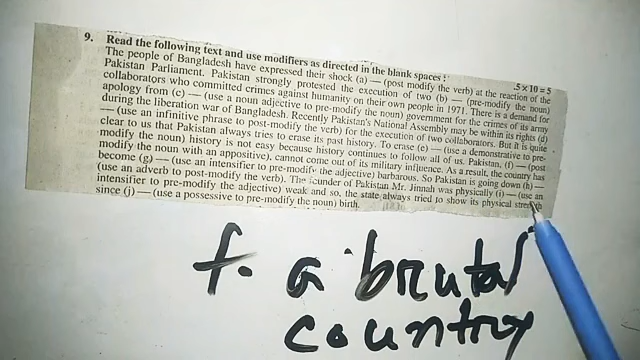 9. Read the following text and use modifiers as directed in the blank spaces : .5 × 10 = 5
The people of Bangladesh have expressed their shock (a) — (post modify the verb) at the reaction of the
Pakistan Parliament. Pakistan strongly protested the execution of two (b) — (pre-modify the noun)
collaborators who committed crimes against humanity on their own people in 1971. There is a demand for
apology from (c) — (use a noun adjective to pre-modify the noun) government for the crimes of its army
during the liberation war of Bangladesh. Recently Pakistan's National Assembly may be within its rights (d)
— (use an infinitive phrase to post-modify the verb) for the execution of two collaborators. But it is quite
clear to us that Pakistan always tries to erase its past history. To erase (e) — (use a demonstrative to pre-
modify the noun) history is not easy because history continues to follow all of us. Pakistan, (f) — (post
modify the noun with an appositive), cannot come out of its military influence. As a result, the country has
become (g) — (use an intensifier to pre-modify the adjective) barbarous. So Pakistan is going down (h) —
(use an adverb to post-modify the verb). The founder of Pakistan Mr. Jinnah was physically (i) — (use an
intensifier to pre-modify the adjective) weak and so, the state always tried to show its physical strength
since (j) — (use a possessive to pre-modify the noun) birth.
f. a brutal
country